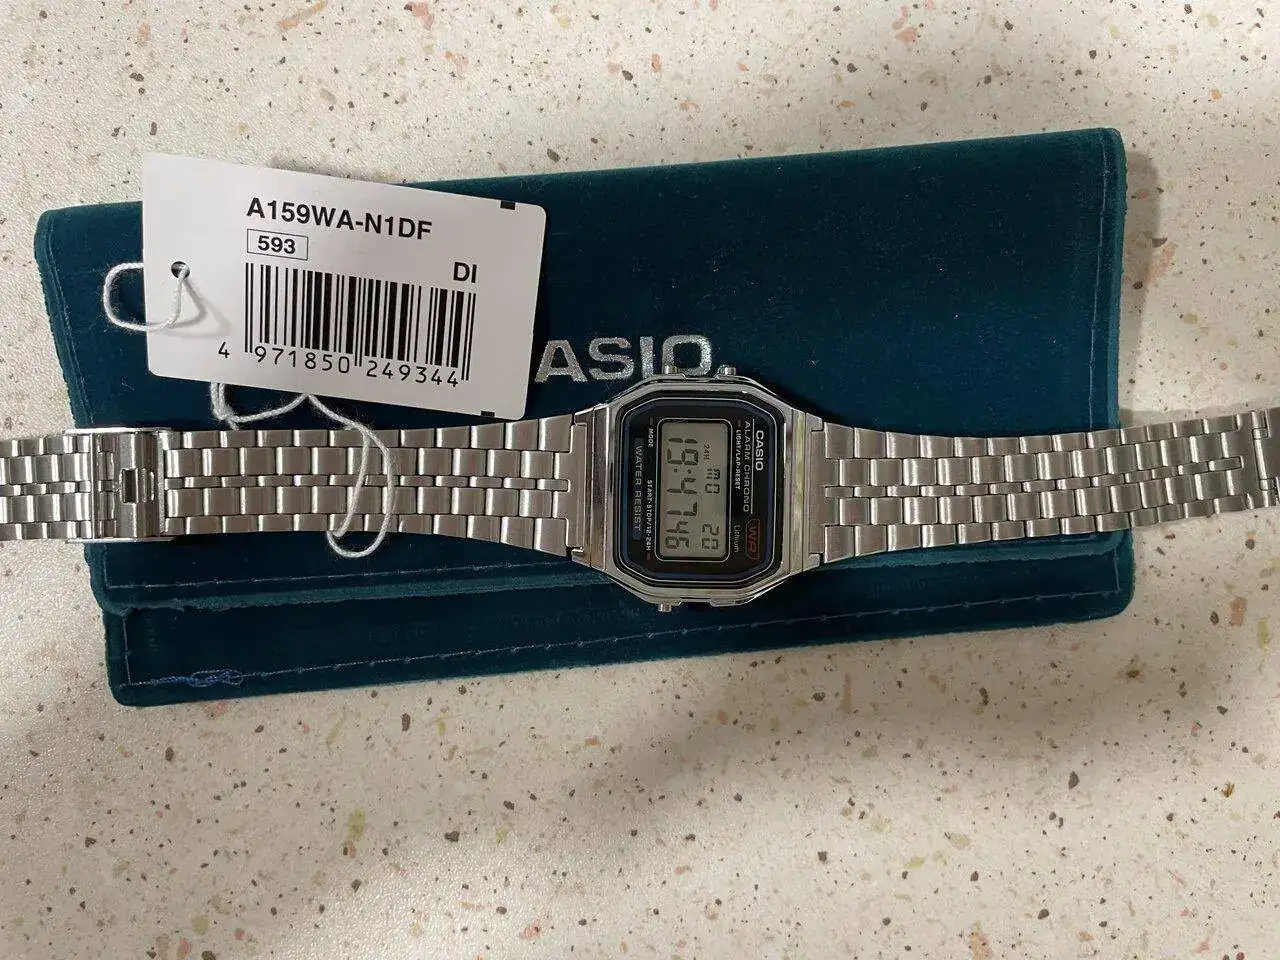 A159WA-N1DF
593
DI
4 971850 249344
ASIO
CASIO
ALARM CHRONO
LIGHT/LAP•RESET
WR
Lithium
24H MO 20
19:47 46
MODE
START•STOP/12•24H
WATER RESIST